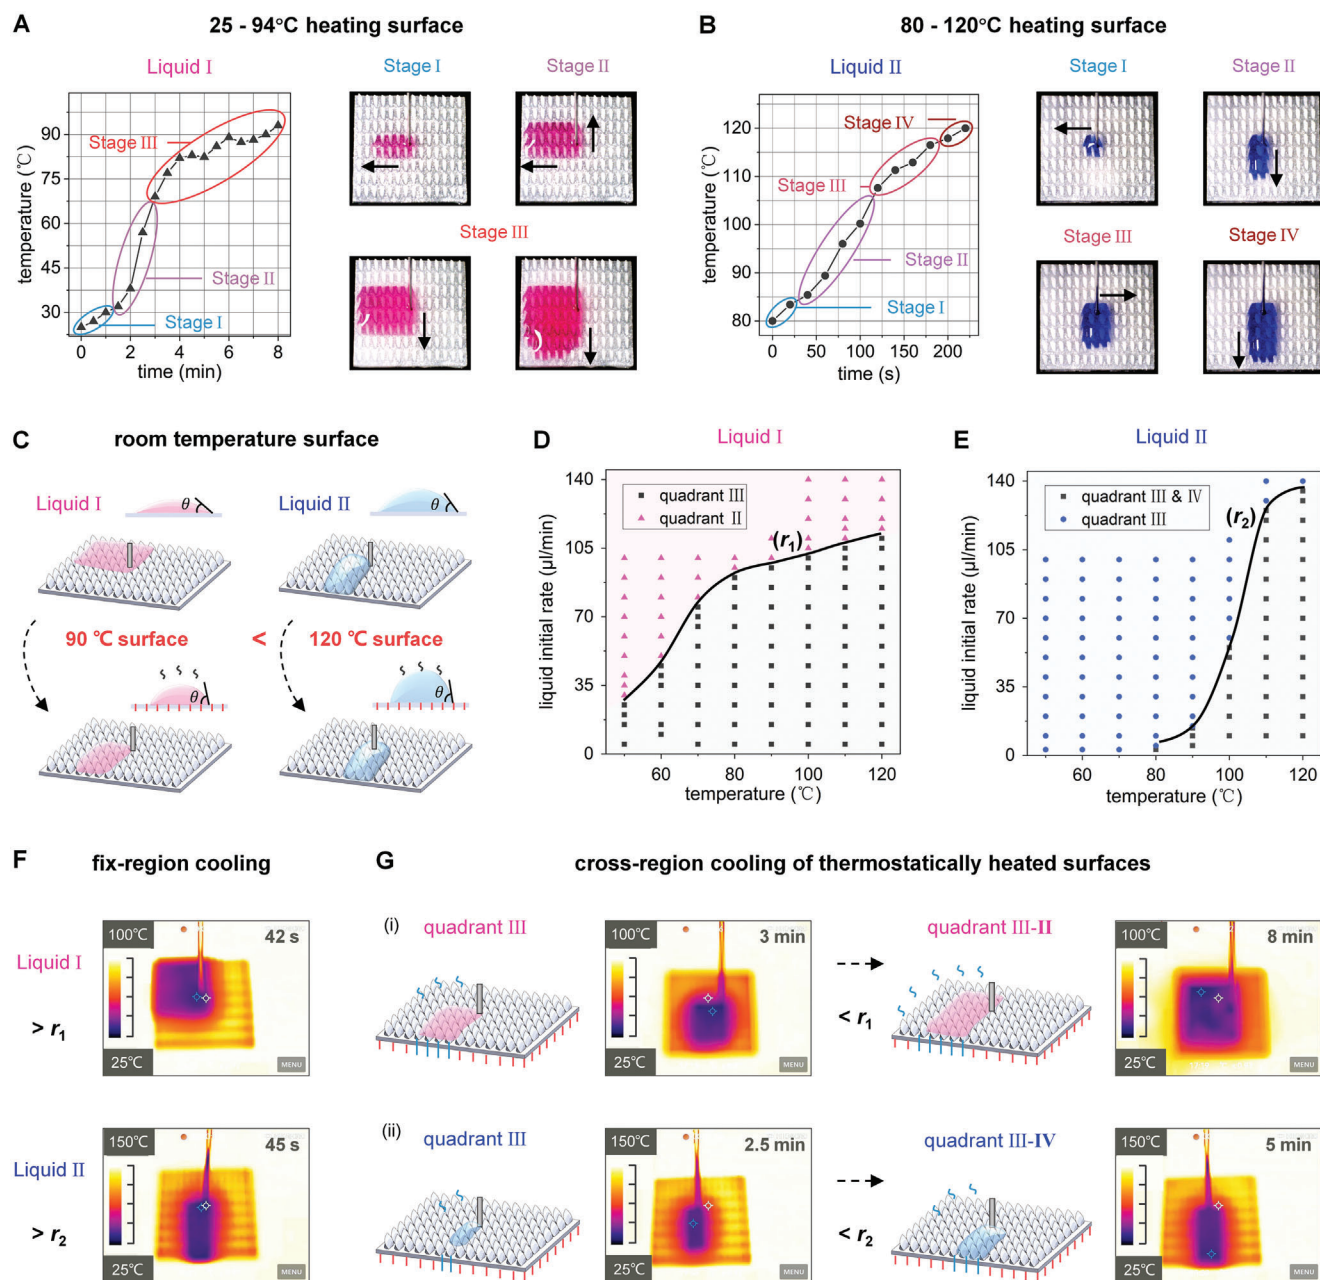 A
25 - 94°C heating surface
Liquid I
temperature (℃)
90
75
60
45
30
0 2 4 6 8
time (min)
Stage III
Stage II
Stage I
Stage I
Stage II
Stage III
B
80 - 120°C heating surface
Liquid II
temperature (℃)
120
110
100
90
80
0 50 100 150 200
time (s)
Stage IV
Stage III
Stage II
Stage I
Stage I
Stage II
Stage III
Stage IV
C
room temperature surface
Liquid I
θ
Liquid II
θ
90 ℃ surface < 120 ℃ surface
θ
θ
D
Liquid I
liquid initial rate (µl/min)
140
105
70
35
0
60 80 100 120
temperature (℃)
quadrant III
quadrant II
(r1)
E
Liquid II
liquid initial rate (µl/min)
140
105
70
35
0
60 80 100 120
temperature (℃)
quadrant III & IV
quadrant III
(r2)
F
fix-region cooling
Liquid I
> r1
100℃
42 s
25℃
MENU
Liquid II
> r2
150℃
45 s
25℃
MENU
G
cross-region cooling of thermostatically heated surfaces
(i)
quadrant III
100℃
3 min
25℃
MENU
< r1
quadrant III-II
100℃
8 min
25℃
MENU
(ii)
quadrant III
150℃
2.5 min
25℃
MENU
< r2
quadrant III-IV
150℃
5 min
25℃
MENU